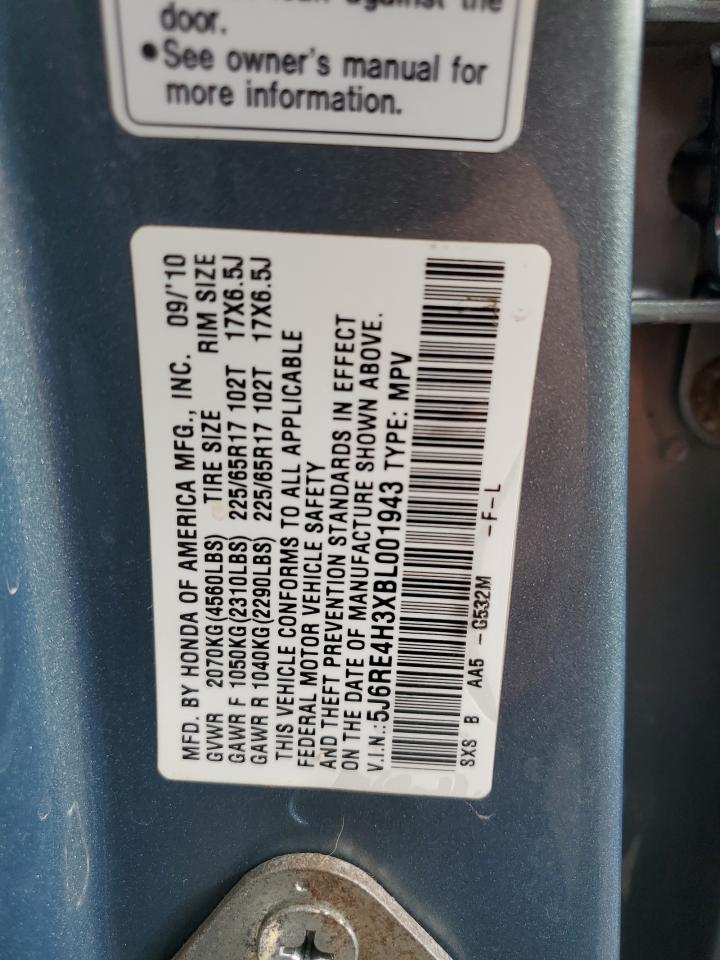 against the
door.
•See owner's manual for
more information.
MFD. BY HONDA OF AMERICA MFG., INC. 09/'10
GVWR 2070KG(4560LBS) TIRE SIZE RIM SIZE
GAWR F 1050KG(2310LBS) 225/65R17 102T 17X6.5J
GAWR R 1040KG(2290LBS) 225/65R17 102T 17X6.5J
THIS VEHICLE CONFORMS TO ALL APPLICABLE
FEDERAL MOTOR VEHICLE SAFETY
AND THEFT PREVENTION STANDARDS IN EFFECT
ON THE DATE OF MANUFACTURE SHOWN ABOVE.
V.I.N.:5J6RE4H3XBL001943 TYPE: MPV
SXS B AA5 -G532M -F-L